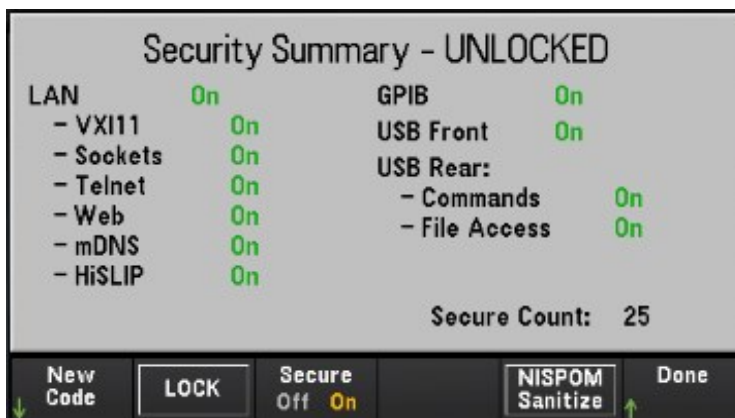 Security Summary - UNLOCKED
LAN On
- VXI11 On
- Sockets On
- Telnet On
- Web On
- mDNS On
- HiSLIP On
GPIB On
USB Front On
USB Rear:
- Commands On
- File Access On
Secure Count: 25
New Code
LOCK
Secure
Off On
NISPOM
Sanitize
Done